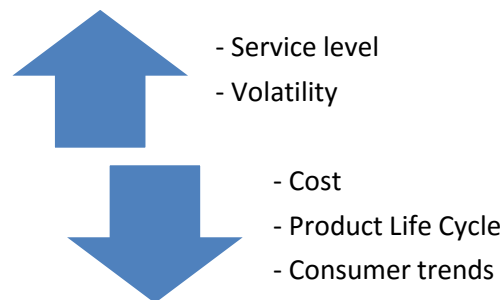 - Service level
- Volatility
- Cost
- Product Life Cycle
- Consumer trends